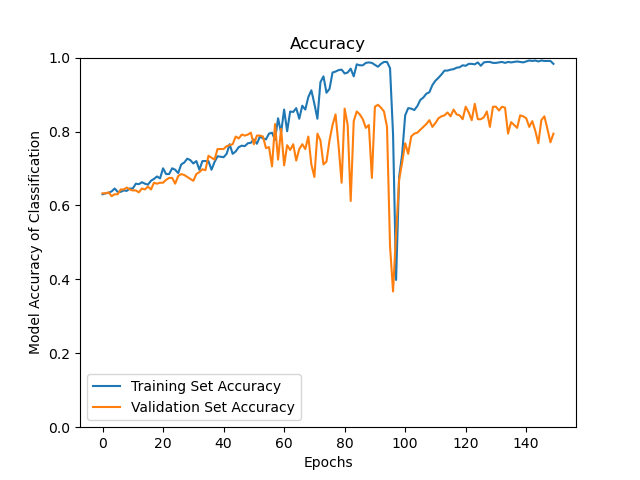 Accuracy
1.0
0.8
0.6
0.4
0.2
0.0
Model Accuracy of Classification
Training Set Accuracy
Validation Set Accuracy
0 20 40 60 80 100 120 140
Epochs